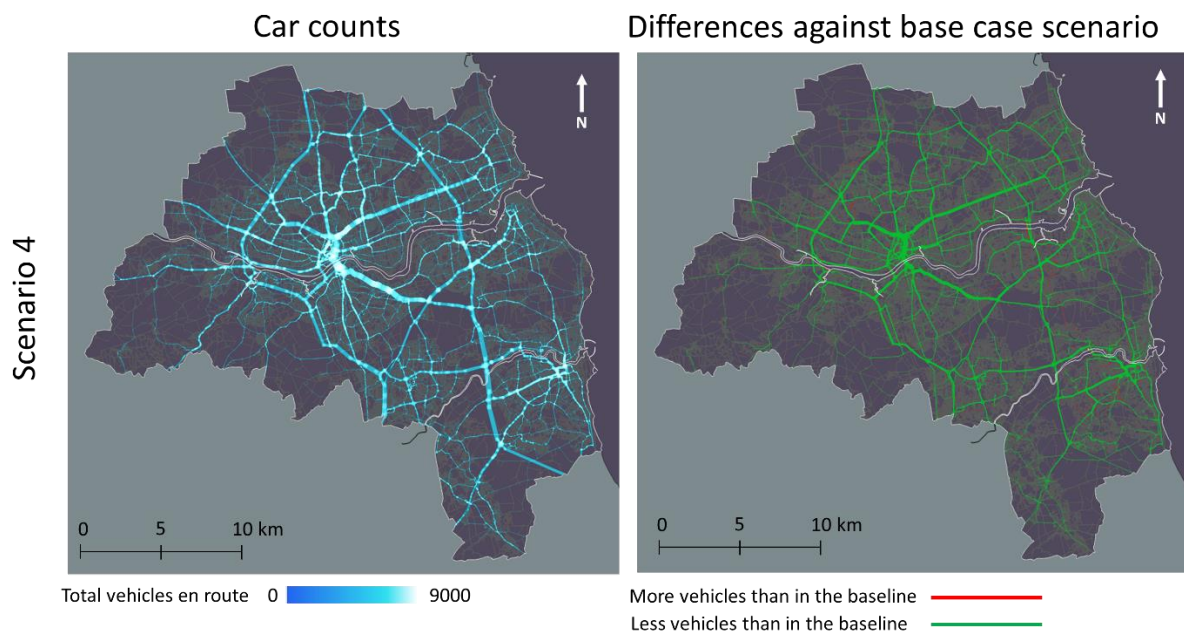 Car counts
Differences against base case scenario
Scenario 4
N
N
0 5 10 km
0 5 10 km
Total vehicles en route 0 9000
More vehicles than in the baseline
Less vehicles than in the baseline